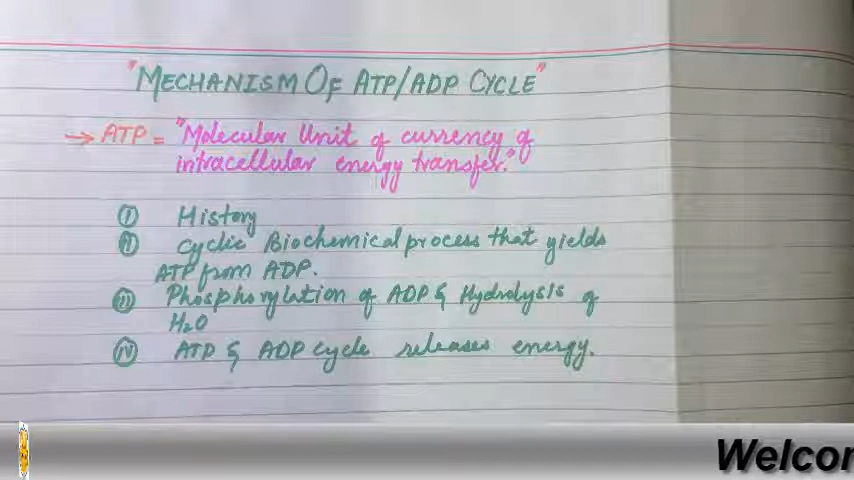 "MECHANISM OF ATP/ADP CYCLE"
→ ATP = "Molecular Unit of currency of
intracellular energy transfer."
(I) History
(II) Cyclic Biochemical process that yields
ATP from ADP.
(III) Phosphorylation of ADP & Hydrolysis of
H2O
(IV) ATP & ADP cycle releases energy.
Welcor